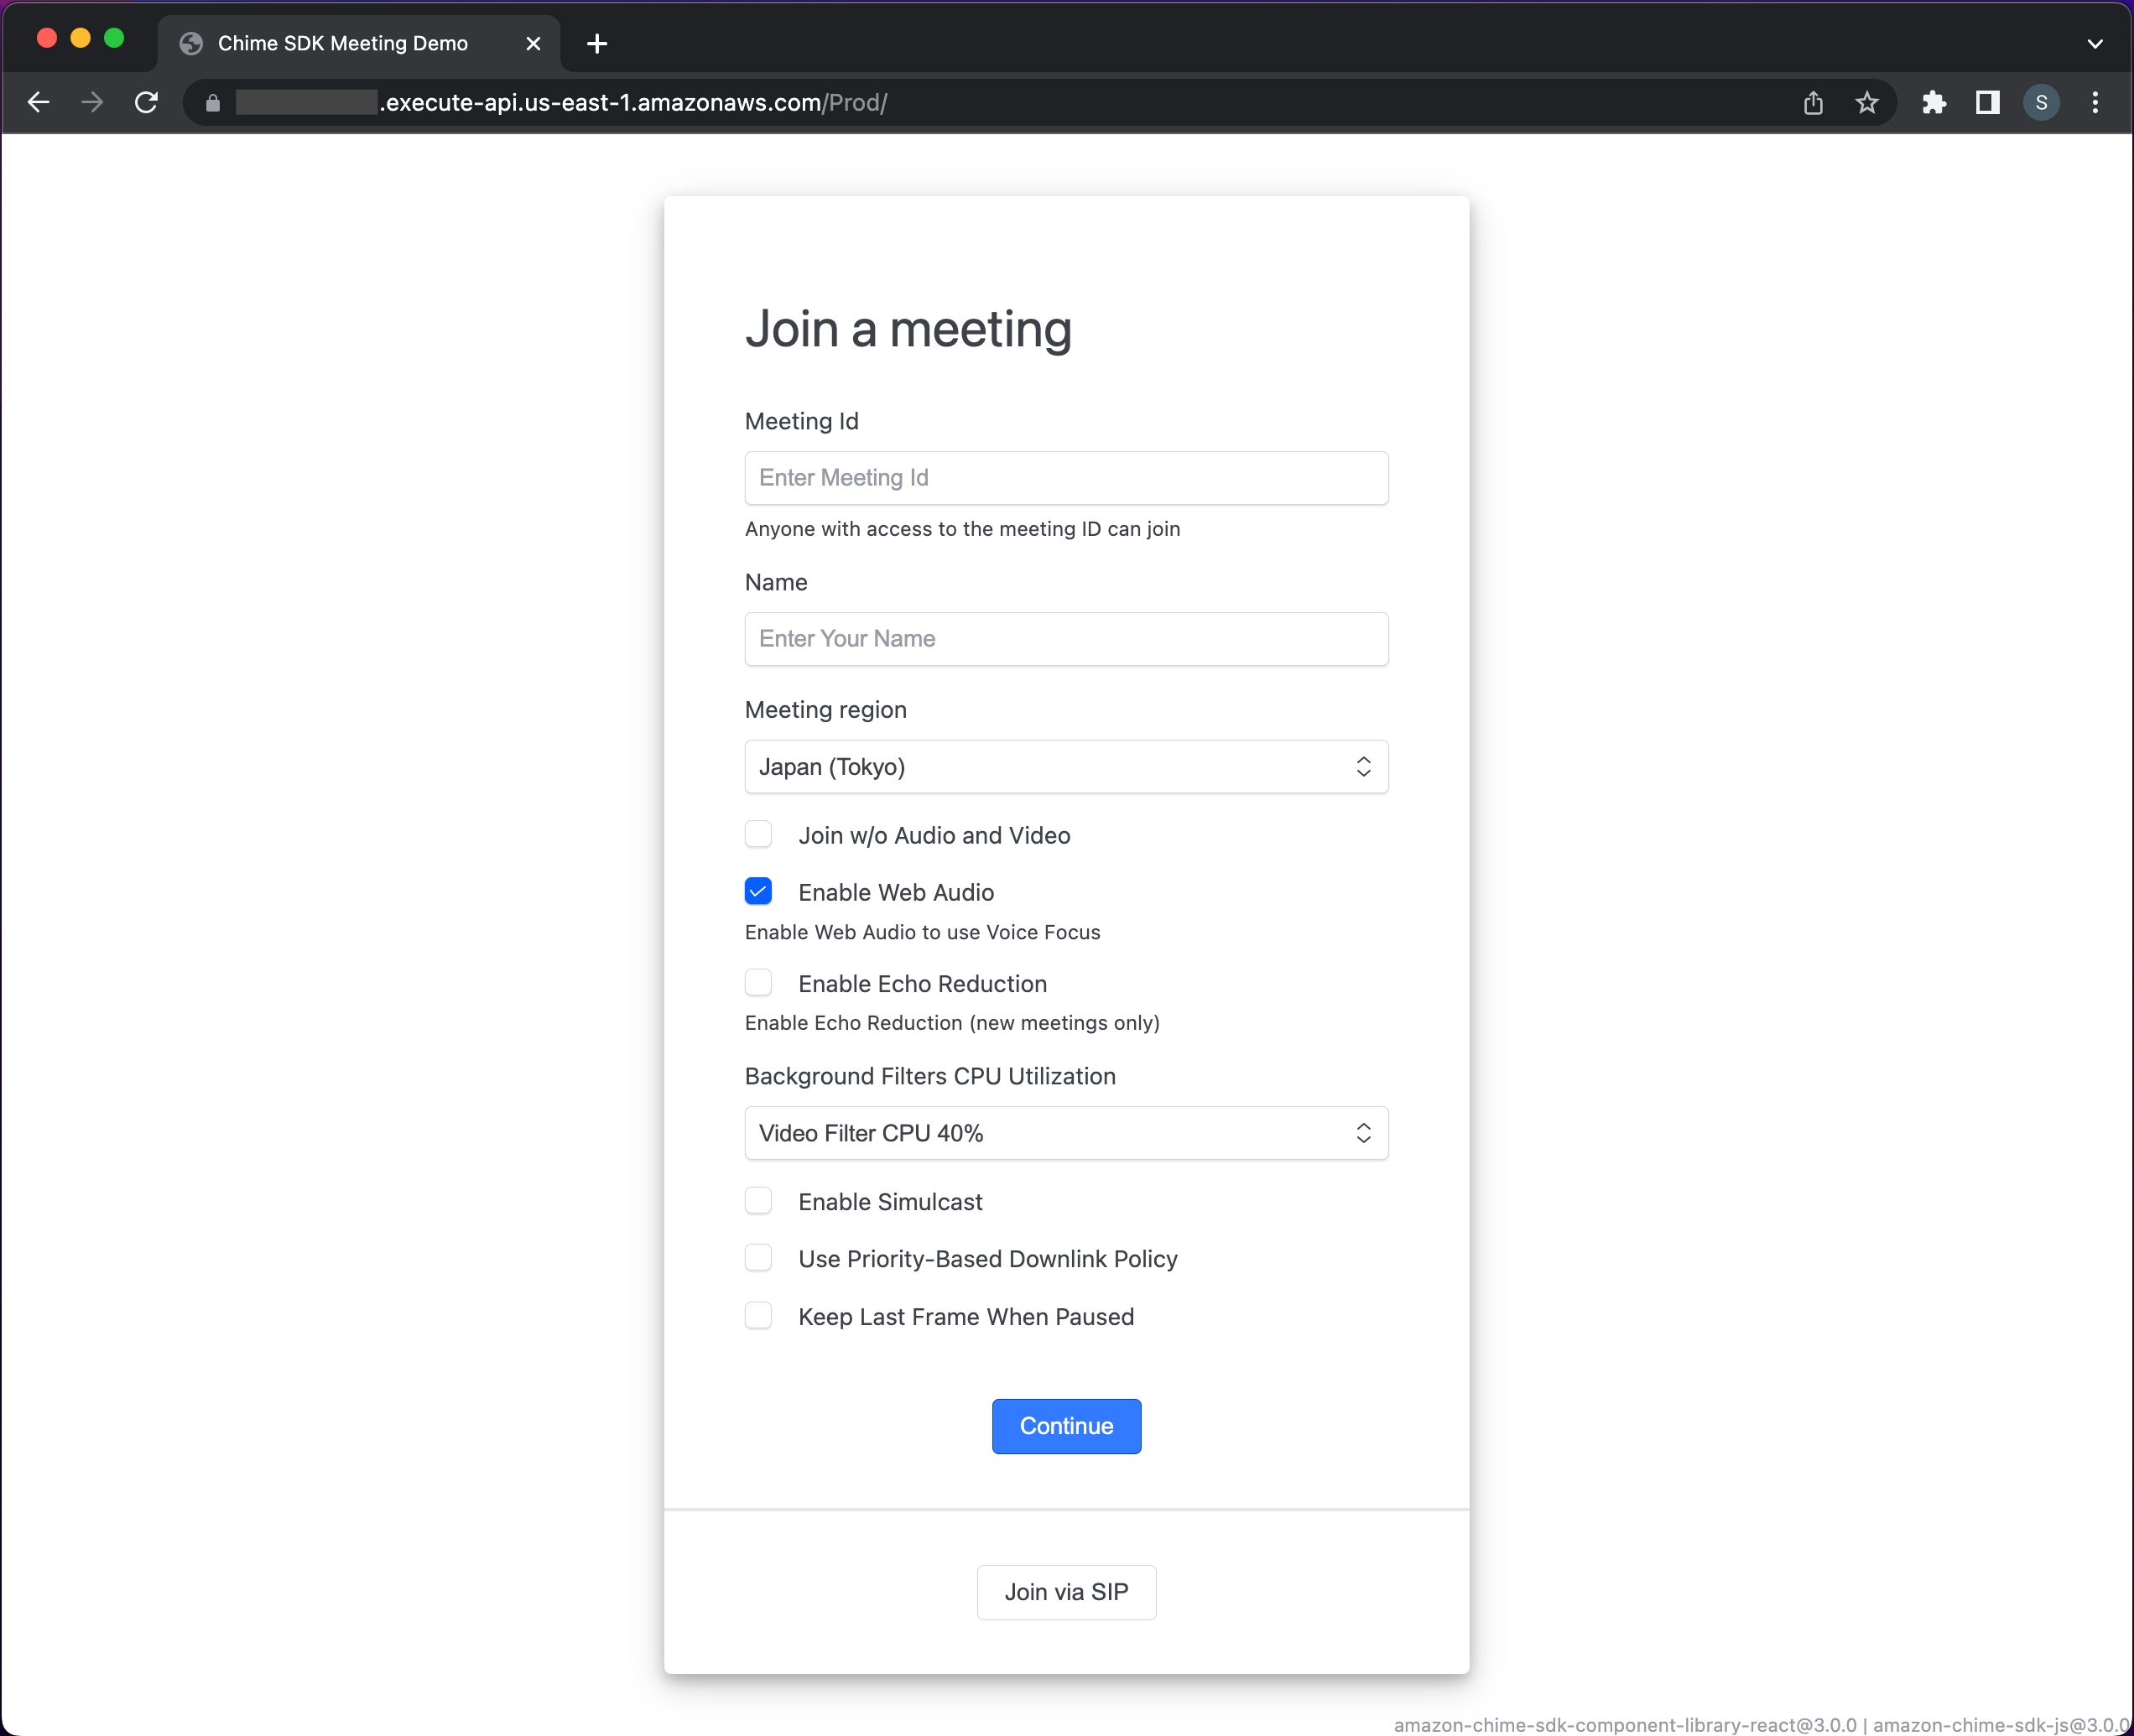 Chime SDK Meeting Demo
.execute-api.us-east-1.amazonaws.com/Prod/
S
Join a meeting
Meeting Id
Enter Meeting Id
Anyone with access to the meeting ID can join
Name
Enter Your Name
Meeting region
Japan (Tokyo)
Join w/o Audio and Video
Enable Web Audio
Enable Web Audio to use Voice Focus
Enable Echo Reduction
Enable Echo Reduction (new meetings only)
Background Filters CPU Utilization
Video Filter CPU 40%
Enable Simulcast
Use Priority-Based Downlink Policy
Keep Last Frame When Paused
Continue
Join via SIP
amazon-chime-sdk-component-library-react@3.0.0 | amazon-chime-sdk-js@3.0.0